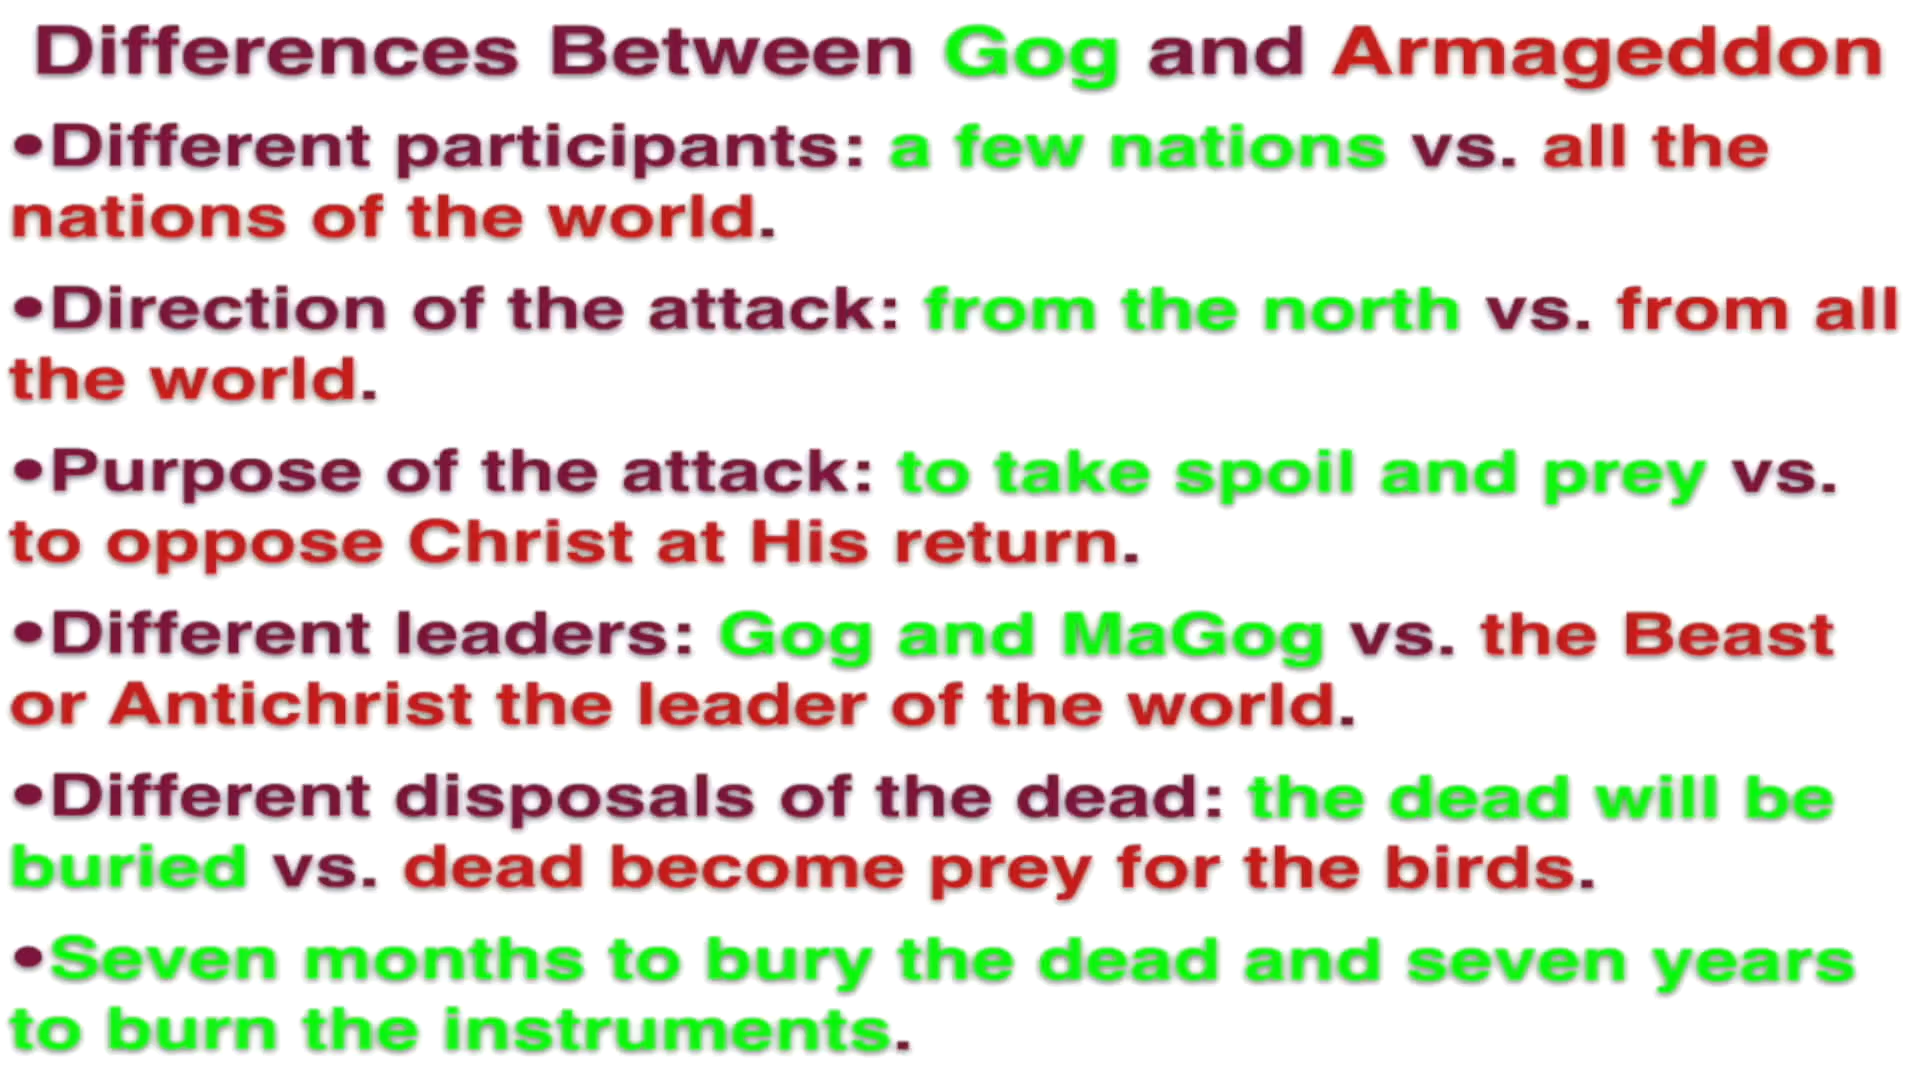 Differences Between Gog and Armageddon
•Different participants: a few nations vs. all the
nations of the world.
•Direction of the attack: from the north vs. from all
the world.
•Purpose of the attack: to take spoil and prey vs.
to oppose Christ at His return.
•Different leaders: Gog and MaGog vs. the Beast
or Antichrist the leader of the world.
•Different disposals of the dead: the dead will be
buried vs. dead become prey for the birds.
•Seven months to bury the dead and seven years
to burn the instruments.